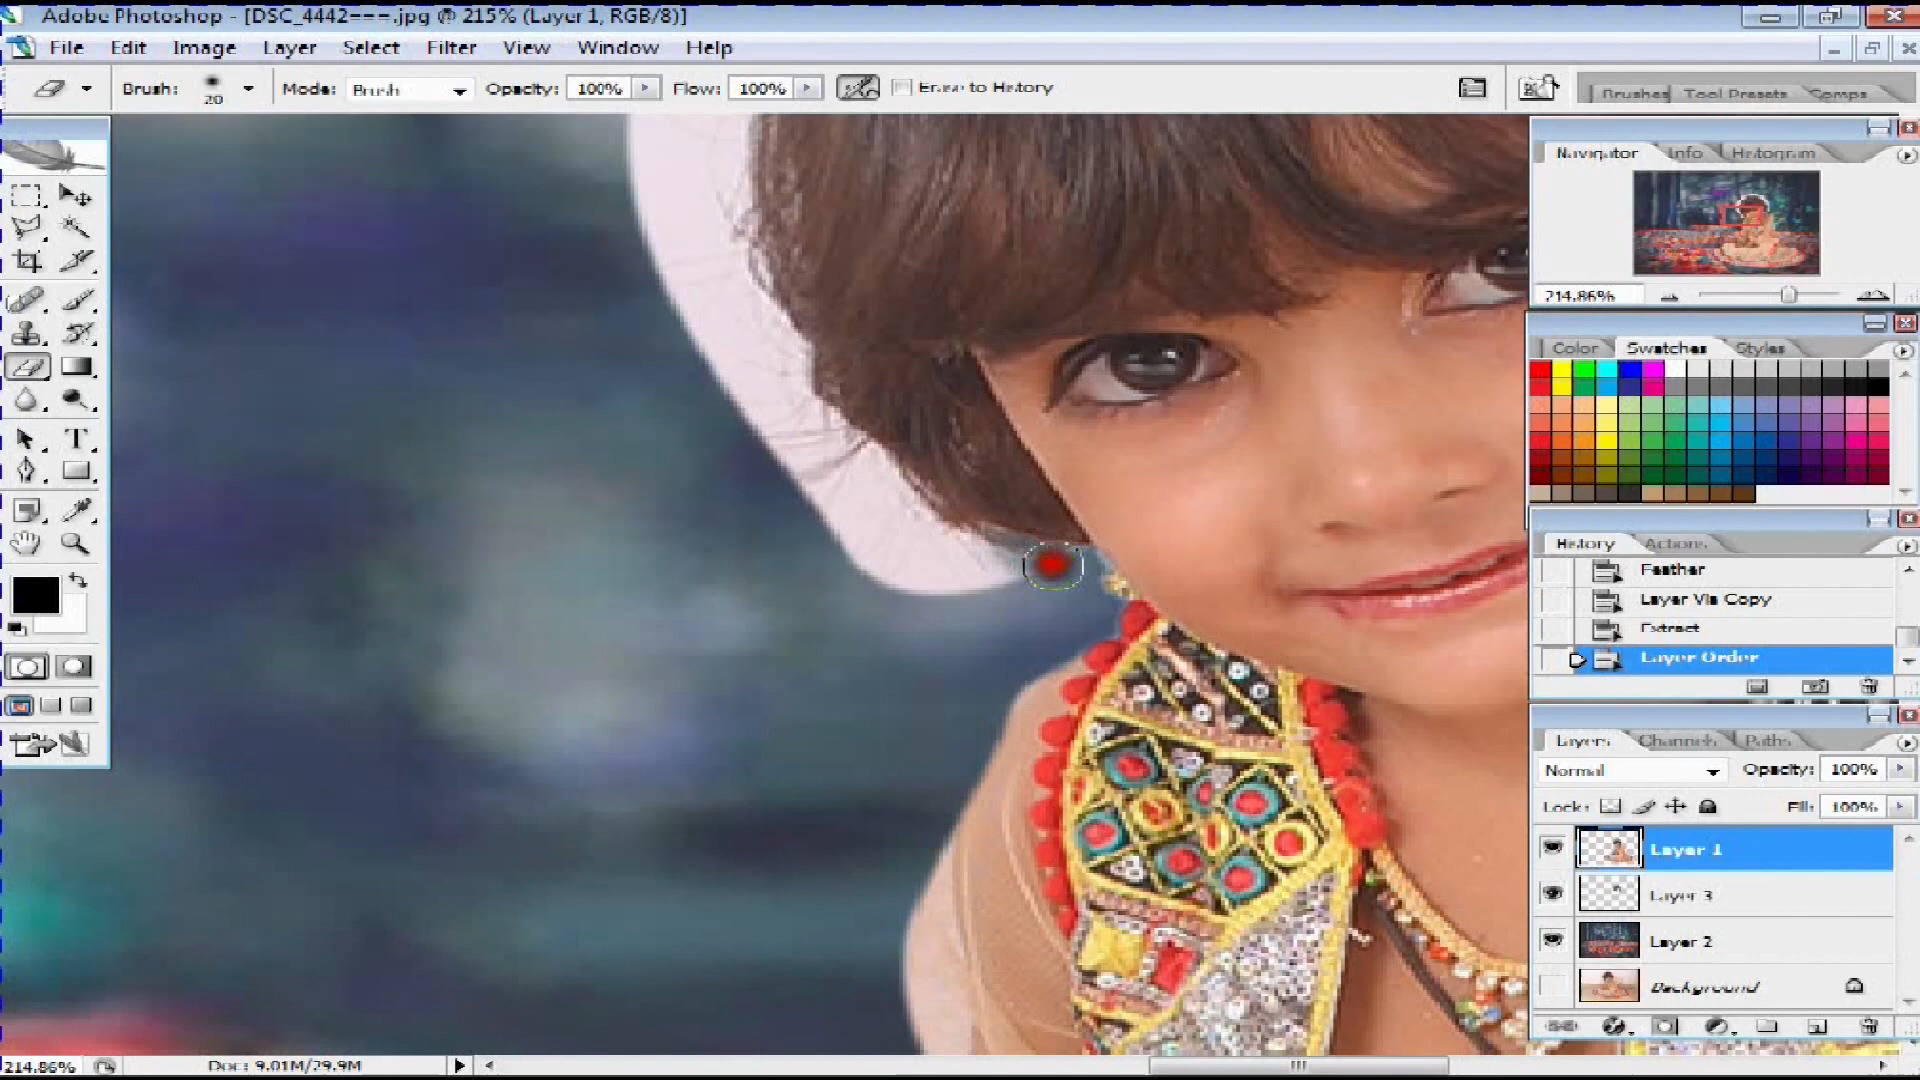 Adobe Photoshop - [DSC_4442===.jpg @ 215% (Layer 1, RGB/8)]
File Edit Image Layer Select Filter View Window Help
Brush: 20 Mode: Brush Opacity: 100% Flow: 100% Erase to History
Brushes Tool Presets Comps
Navigator Info Histogram
214.86%
Color Swatches Styles
History Actions
Feather
Layer Via Copy
Extract
Layer Order
Layers Channels Paths
Normal Opacity: 100%
Lock: Fill: 100%
Layer 1
Layer 3
Layer 2
Background
214.86% Doc: 9.01M/29.9M